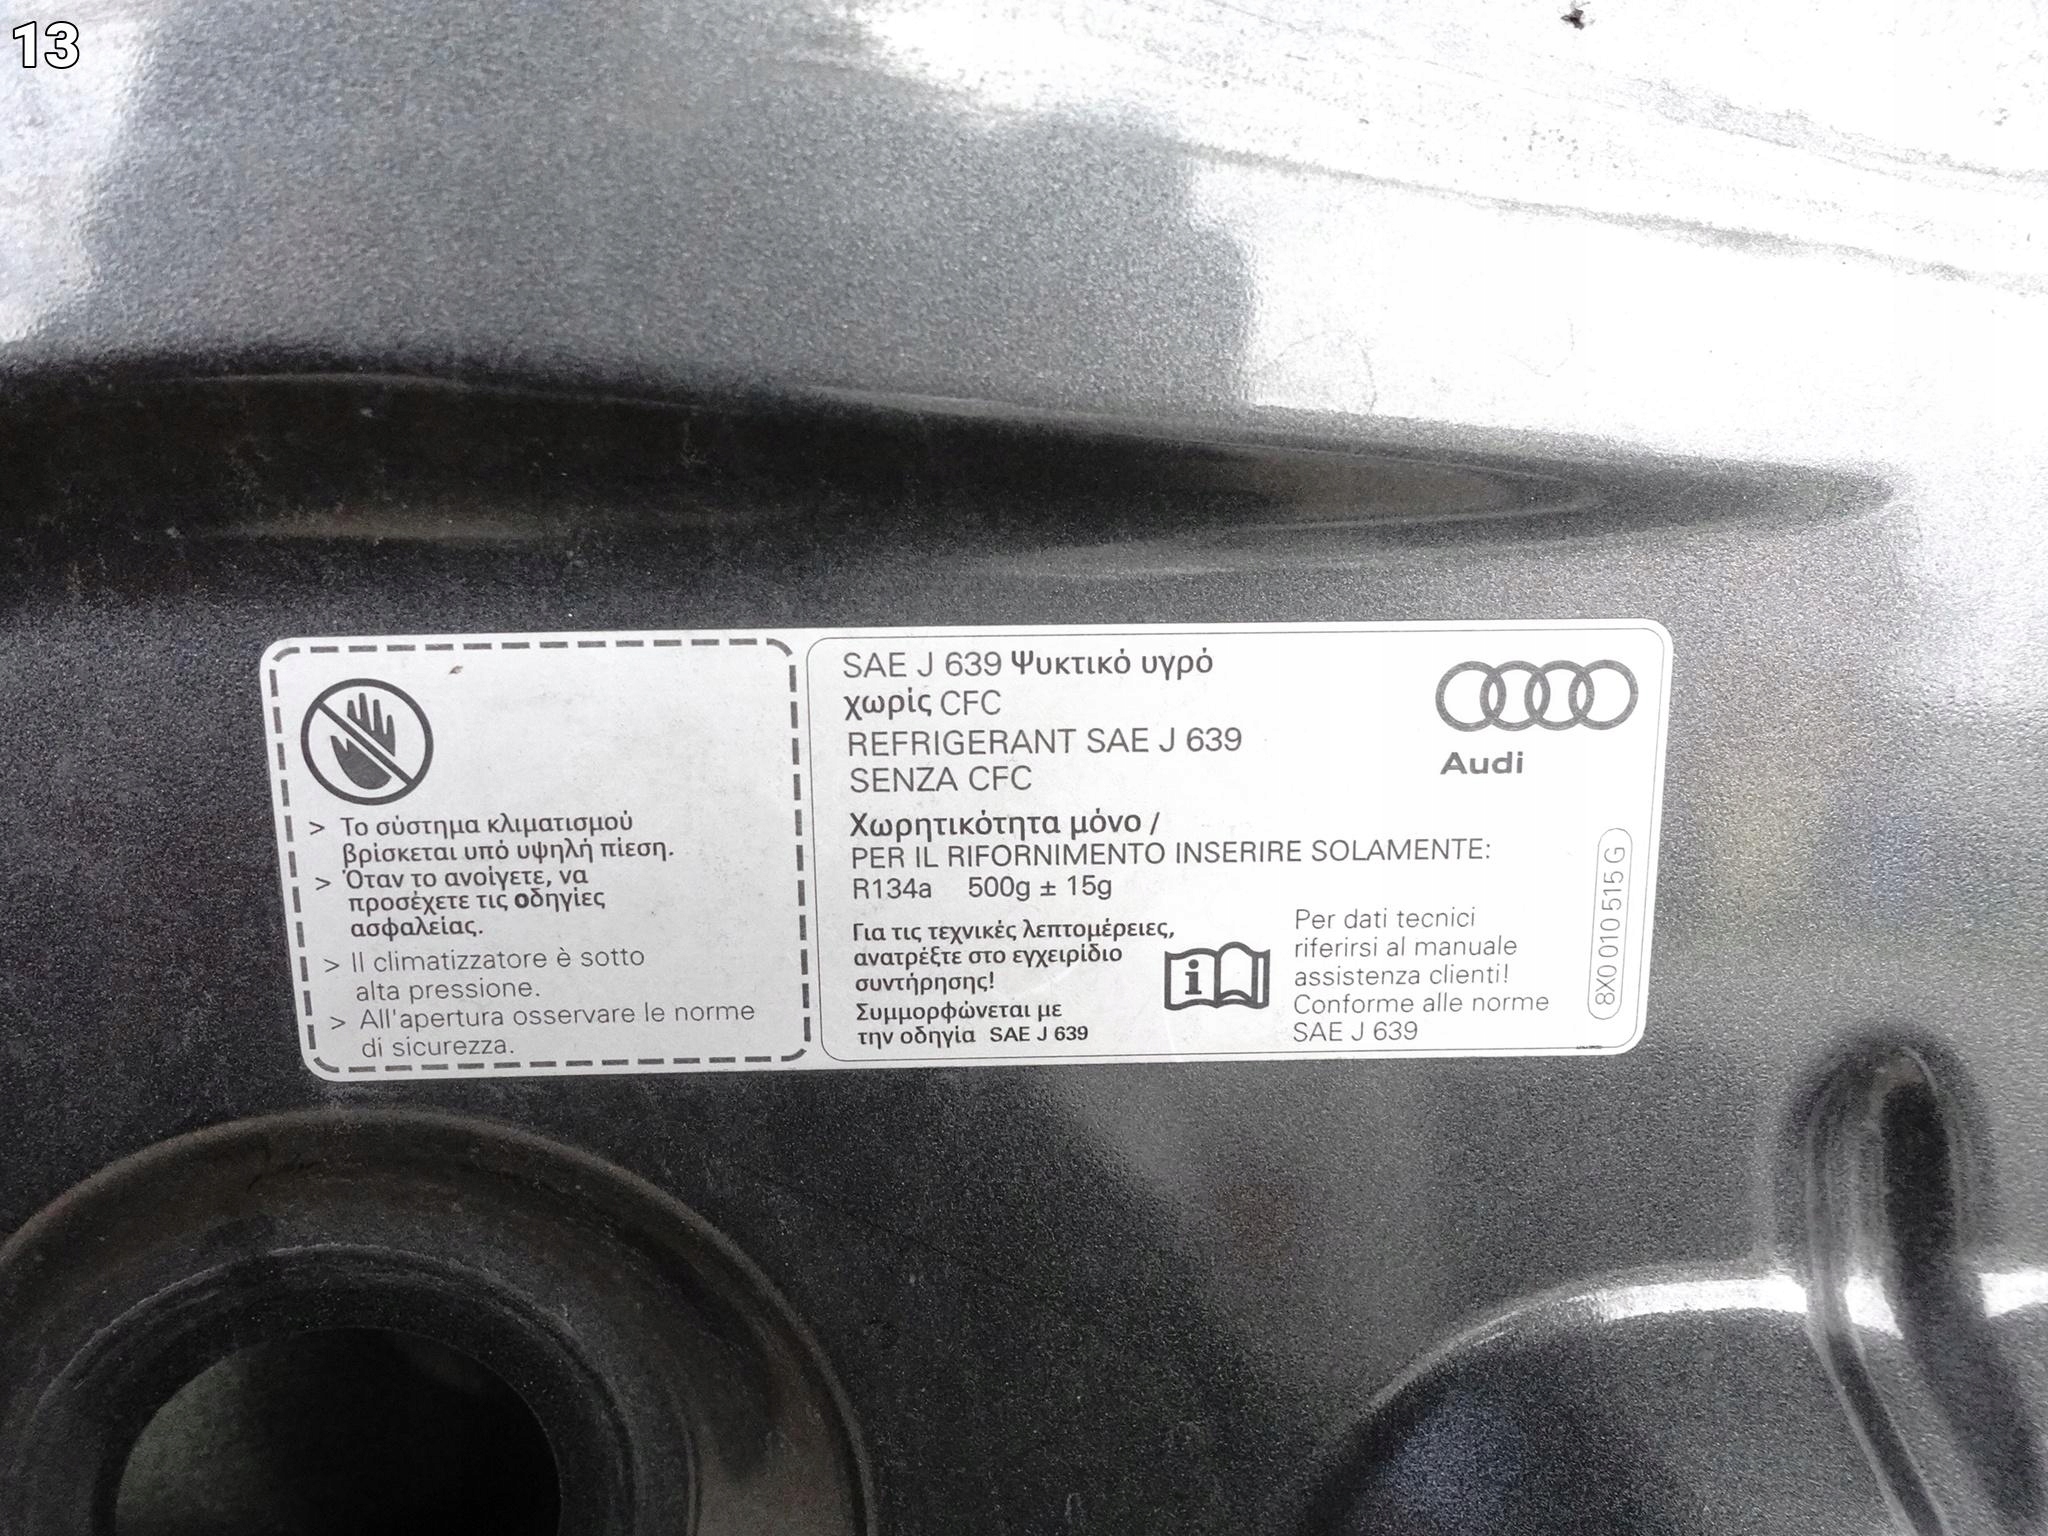 13
> Το σύστημα κλιματισμού
βρίσκεται υπό υψηλή πίεση.
> Όταν το ανοίγετε, να
προσέχετε τις οδηγίες
ασφαλείας.
> Il climatizzatore è sotto
alta pressione.
> All'apertura osservare le norme
di sicurezza.
SAE J 639 Ψυκτικό υγρό
χωρίς CFC
REFRIGERANT SAE J 639
SENZA CFC
Χωρητικότητα μόνο /
PER IL RIFORNIMENTO INSERIRE SOLAMENTE:
R134a 500g ± 15g
Για τις τεχνικές λεπτομέρειες,
ανατρέξτε στο εγχειρίδιο
συντήρησης!
Συμμορφώνεται με
την οδηγία SAE J 639
i
Per dati tecnici
riferirsi al manuale
assistenza clienti!
Conforme alle norme
SAE J 639
Audi
8X0 010 515 G